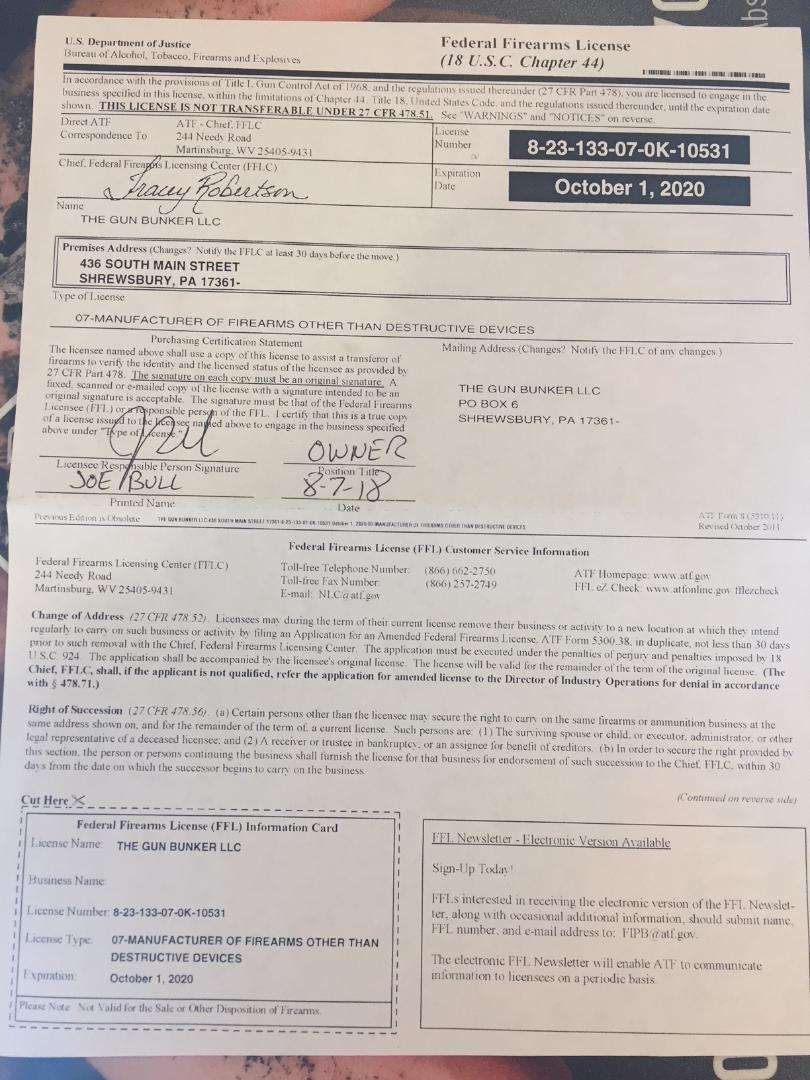 U.S. Department of Justice
Bureau of Alcohol, Tobacco, Firearms and Explosives
Federal Firearms License
(18 U.S.C. Chapter 44)
In accordance with the provisions of Title I, Gun Control Act of 1968, and the regulations issued thereunder (27 CFR Part 478), you are licensed to engage in the
business specified in this license, within the limitations of Chapter 44, Title 18, United States Code, and the regulations issued thereunder, until the expiration date
shown. THIS LICENSE IS NOT TRANSFERABLE UNDER 27 CFR 478.51. See "WARNINGS" and "NOTICES" on reverse.
Direct ATF
Correspondence To
ATF - Chief, FFLC
244 Needy Road
Martinsburg, WV 25405-9431
License
Number
8-23-133-07-0K-10531
Chief, Federal Firearms Licensing Center (FFLC)
Tracey Robertson
Expiration
Date
October 1, 2020
Name
THE GUN BUNKER LLC
Premises Address (Changes? Notify the FFLC at least 30 days before the move.)
436 SOUTH MAIN STREET
SHREWSBURY, PA 17361-
Type of License
07-MANUFACTURER OF FIREARMS OTHER THAN DESTRUCTIVE DEVICES
Purchasing Certification Statement
The licensee named above shall use a copy of this license to assist a transferor of
firearms to verify the identity and the licensed status of the licensee as provided by
27 CFR Part 478. The signature on each copy must be an original signature. A
faxed, scanned or e-mailed copy of the license with a signature intended to be an
original signature is acceptable. The signature must be that of the Federal Firearms
Licensee (FFL) or a responsible person of the FFL. I certify that this is a true copy
of a license issued to the licensee named above to engage in the business specified
above under "Type of License."
Mailing Address (Changes? Notify the FFLC of any changes.)
THE GUN BUNKER LLC
PO BOX 6
SHREWSBURY, PA 17361-
OWNER
Licensee Responsible Person Signature
Position Title
JOE BULL
8-7-18
Printed Name
Date
Previous Edition is Obsolete
THE GUN BUNKER LLC:436 SOUTH MAIN STREET 17361:8-23-133-07-0K-10531:October 1, 2020:07-MANUFACTURER OF FIREARMS OTHER THAN DESTRUCTIVE DEVICES
ATF Form 8 (5310.11)
Revised October 2011
Federal Firearms License (FFL) Customer Service Information
Federal Firearms Licensing Center (FFLC)
244 Needy Road
Martinsburg, WV 25405-9431
Toll-free Telephone Number: (866) 662-2750
Toll-free Fax Number: (866) 257-2749
E-mail: NLC@atf.gov
ATF Homepage: www.atf.gov
FFL eZ Check: www.atfonline.gov/fflezcheck
Change of Address (27 CFR 478.52). Licensees may during the term of their current license remove their business or activity to a new location at which they intend
regularly to carry on such business or activity by filing an Application for an Amended Federal Firearms License, ATF Form 5300.38, in duplicate, not less than 30 days
prior to such removal with the Chief, Federal Firearms Licensing Center. The application must be executed under the penalties of perjury and penalties imposed by 18
U.S.C. 924. The application shall be accompanied by the licensee's original license. The license will be valid for the remainder of the term of the original license. (The
Chief, FFLC, shall, if the applicant is not qualified, refer the application for amended license to the Director of Industry Operations for denial in accordance
with § 478.71.)
Right of Succession (27 CFR 478.56). (a) Certain persons other than the licensee may secure the right to carry on the same firearms or ammunition business at the
same address shown on, and for the remainder of the term of, a current license. Such persons are: (1) The surviving spouse or child, or executor, administrator, or other
legal representative of a deceased licensee; and (2) A receiver or trustee in bankruptcy, or an assignee for benefit of creditors. (b) In order to secure the right provided by
this section, the person or persons continuing the business shall furnish the license for that business for endorsement of such succession to the Chief, FFLC, within 30
days from the date on which the successor begins to carry on the business.
(Continued on reverse side)
Cut Here
Federal Firearms License (FFL) Information Card
License Name: THE GUN BUNKER LLC
Business Name:
License Number: 8-23-133-07-0K-10531
License Type: 07-MANUFACTURER OF FIREARMS OTHER THAN
DESTRUCTIVE DEVICES
Expiration: October 1, 2020
Please Note: Not Valid for the Sale or Other Disposition of Firearms.
FFL Newsletter - Electronic Version Available
Sign-Up Today!
FFLs interested in receiving the electronic version of the FFL Newslet-
ter, along with occasional additional information, should submit name,
FFL number, and e-mail address to: FIPB@atf.gov.
The electronic FFL Newsletter will enable ATF to communicate
information to licensees on a periodic basis.